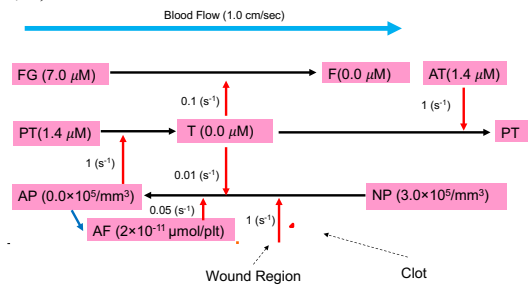 Blood Flow (1.0 cm/sec)
FG (7.0 μM)
F(0.0 μM)
AT(1.4 μM)
0.1 (s⁻¹)
1 (s⁻¹)
PT(1.4 μM)
T (0.0 μM)
PT
1 (s⁻¹)
0.01 (s⁻¹)
AP (0.0×10⁵/mm³)
NP (3.0×10⁵/mm³)
0.05 (s⁻¹)
1 (s⁻¹)
AF (2×10⁻¹¹ μmol/plt)
Wound Region
Clot